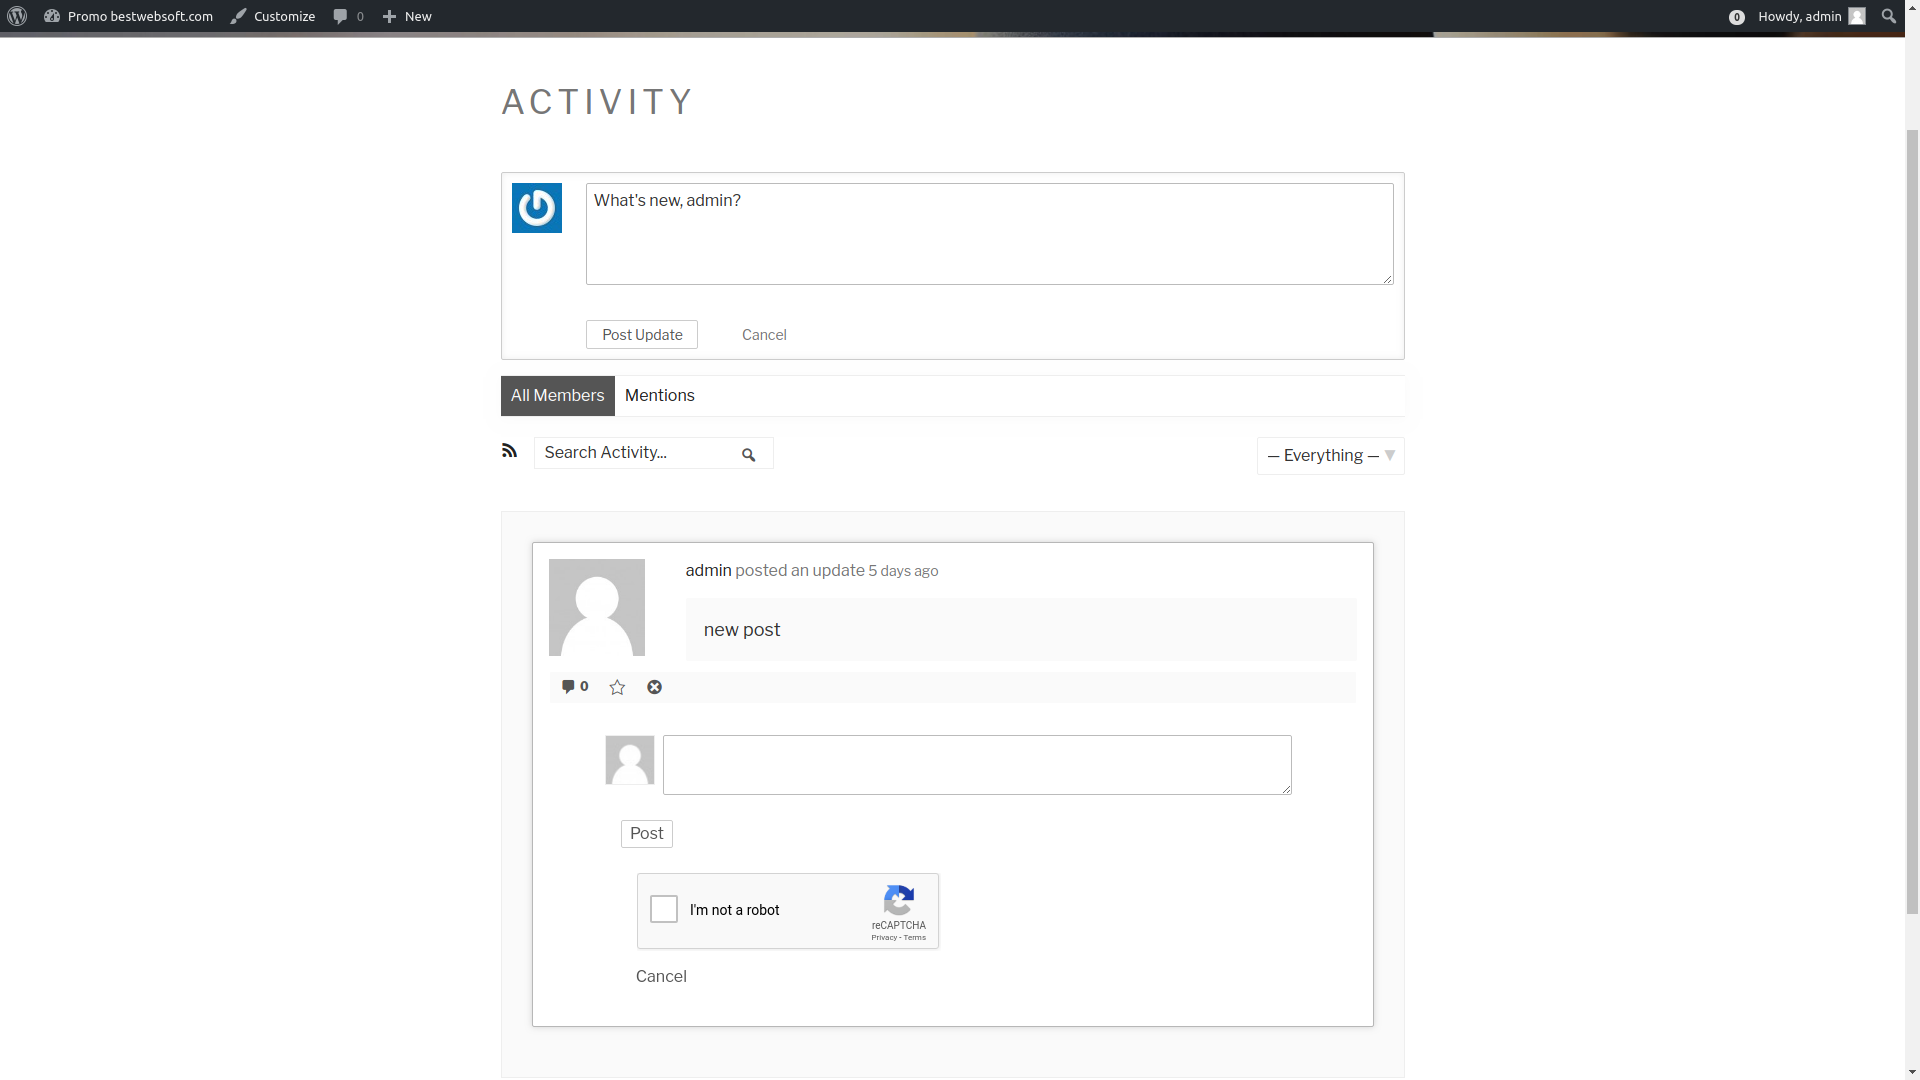 Promo bestwebsoft.com Customize 0 New 0 Howdy, admin
ACTIVITY
What's new, admin?
Post Update Cancel
All Members Mentions
Search Activity... — Everything —
admin posted an update 5 days ago
new post
0
Post
I'm not a robot
reCAPTCHA
Privacy - Terms
Cancel